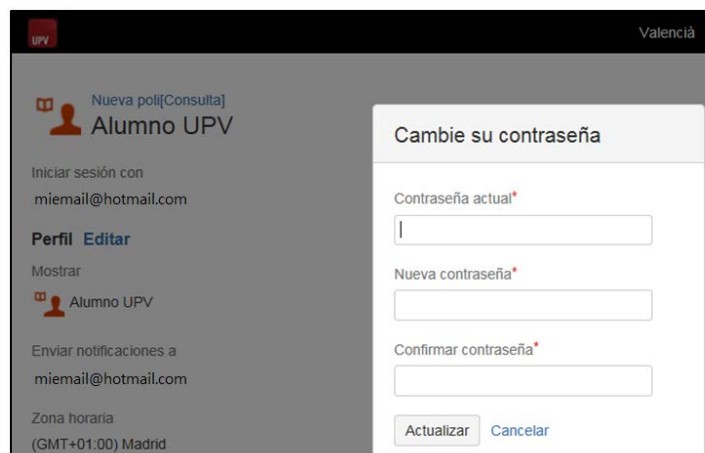 UPV
Valencià
Nueva poli[Consulta]
Alumno UPV
Iniciar sesión con
miemail@hotmail.com
Perfil Editar
Mostrar
Alumno UPV
Enviar notificaciones a
miemail@hotmail.com
Zona horaria
(GMT+01:00) Madrid
Cambie su contraseña
Contraseña actual*
Nueva contraseña*
Confirmar contraseña*
Actualizar Cancelar